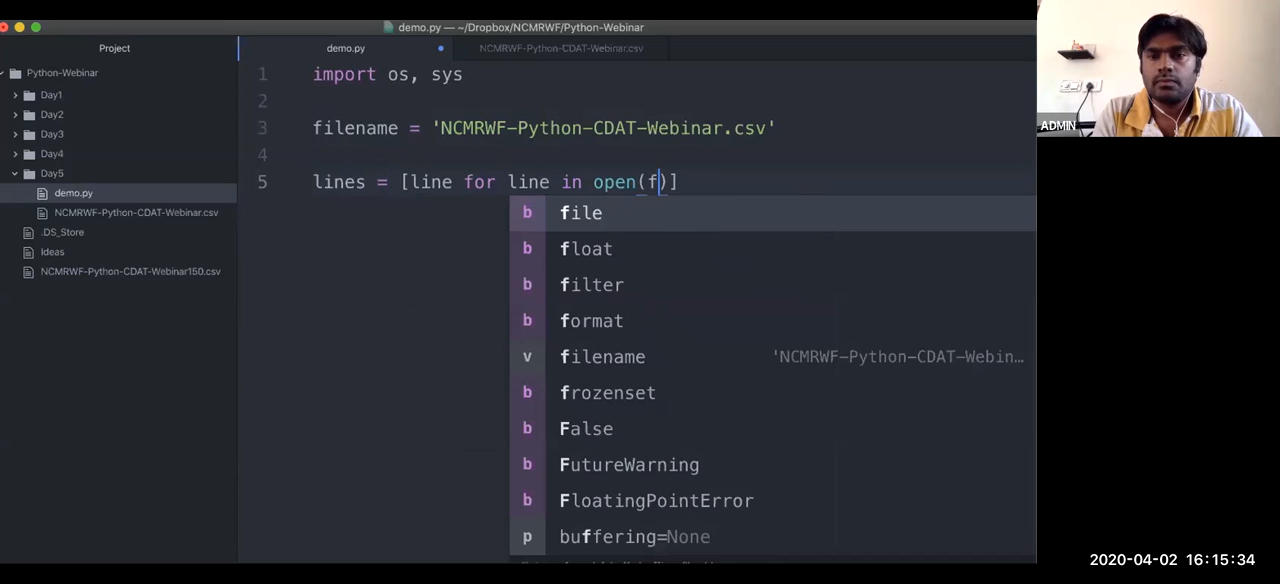 demo.py — ~/Dropbox/NCMRWF/Python-Webinar
Project
demo.py
NCMRWF-Python-CDAT-Webinar.csv
Python-Webinar
Day1
Day2
Day3
Day4
Day5
demo.py
NCMRWF-Python-CDAT-Webinar.csv
.DS_Store
Ideas
NCMRWF-Python-CDAT-Webinar150.csv
1 import os, sys
2
3 filename = 'NCMRWF-Python-CDAT-Webinar.csv'
4
5 lines = [line for line in open(f)]
b file
b float
b filter
b format
v filename 'NCMRWF-Python-CDAT-Webin…
b frozenset
b False
b FutureWarning
b FloatingPointError
p buffering=None
ADMIN
2020-04-02 16:15:34